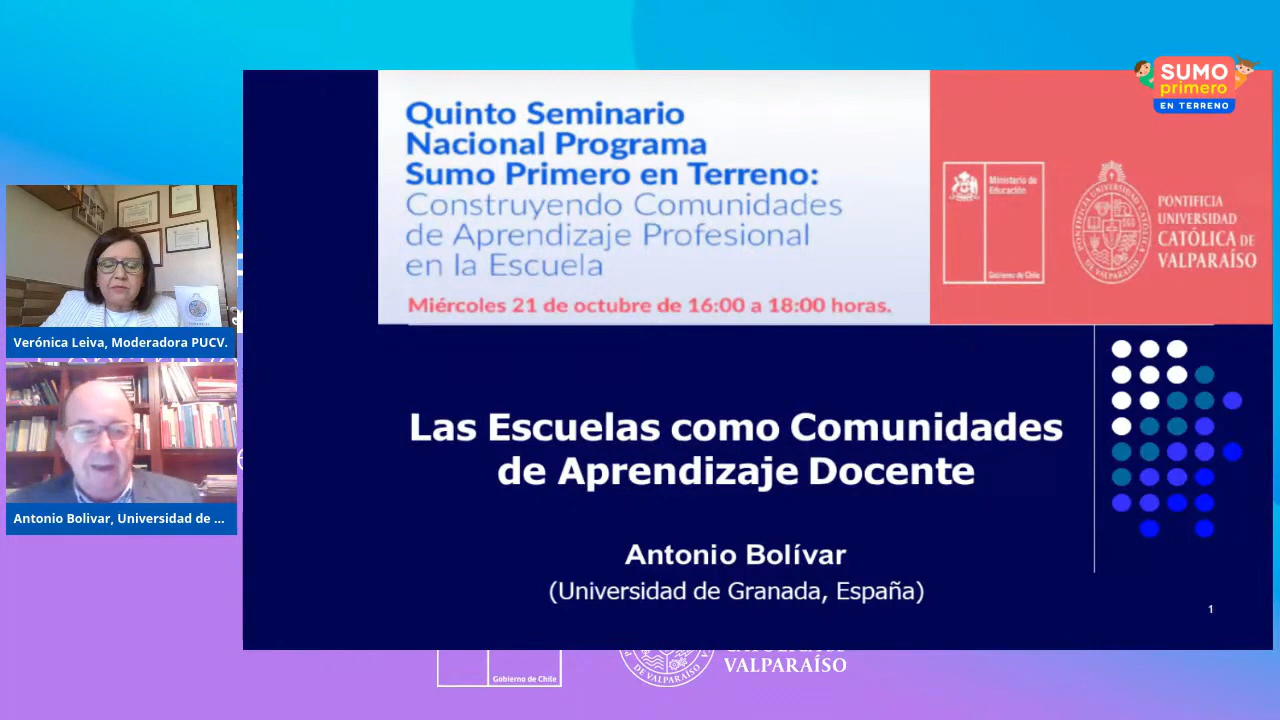 SUMO
primero
EN TERRENO
Quinto Seminario
Nacional Programa
Sumo Primero en Terreno:
Construyendo Comunidades
de Aprendizaje Profesional
en la Escuela
Miércoles 21 de octubre de 16:00 a 18:00 horas.
Ministerio de
Educación
Gobierno de Chile
PONTIFICIA
UNIVERSIDAD
CATÓLICA DE
VALPARAÍSO
Verónica Leiva, Moderadora PUCV.
Antonio Bolivar, Universidad de ...
Las Escuelas como Comunidades
de Aprendizaje Docente
Antonio Bolívar
(Universidad de Granada, España)
1
Gobierno de Chile
VALPARAÍSO